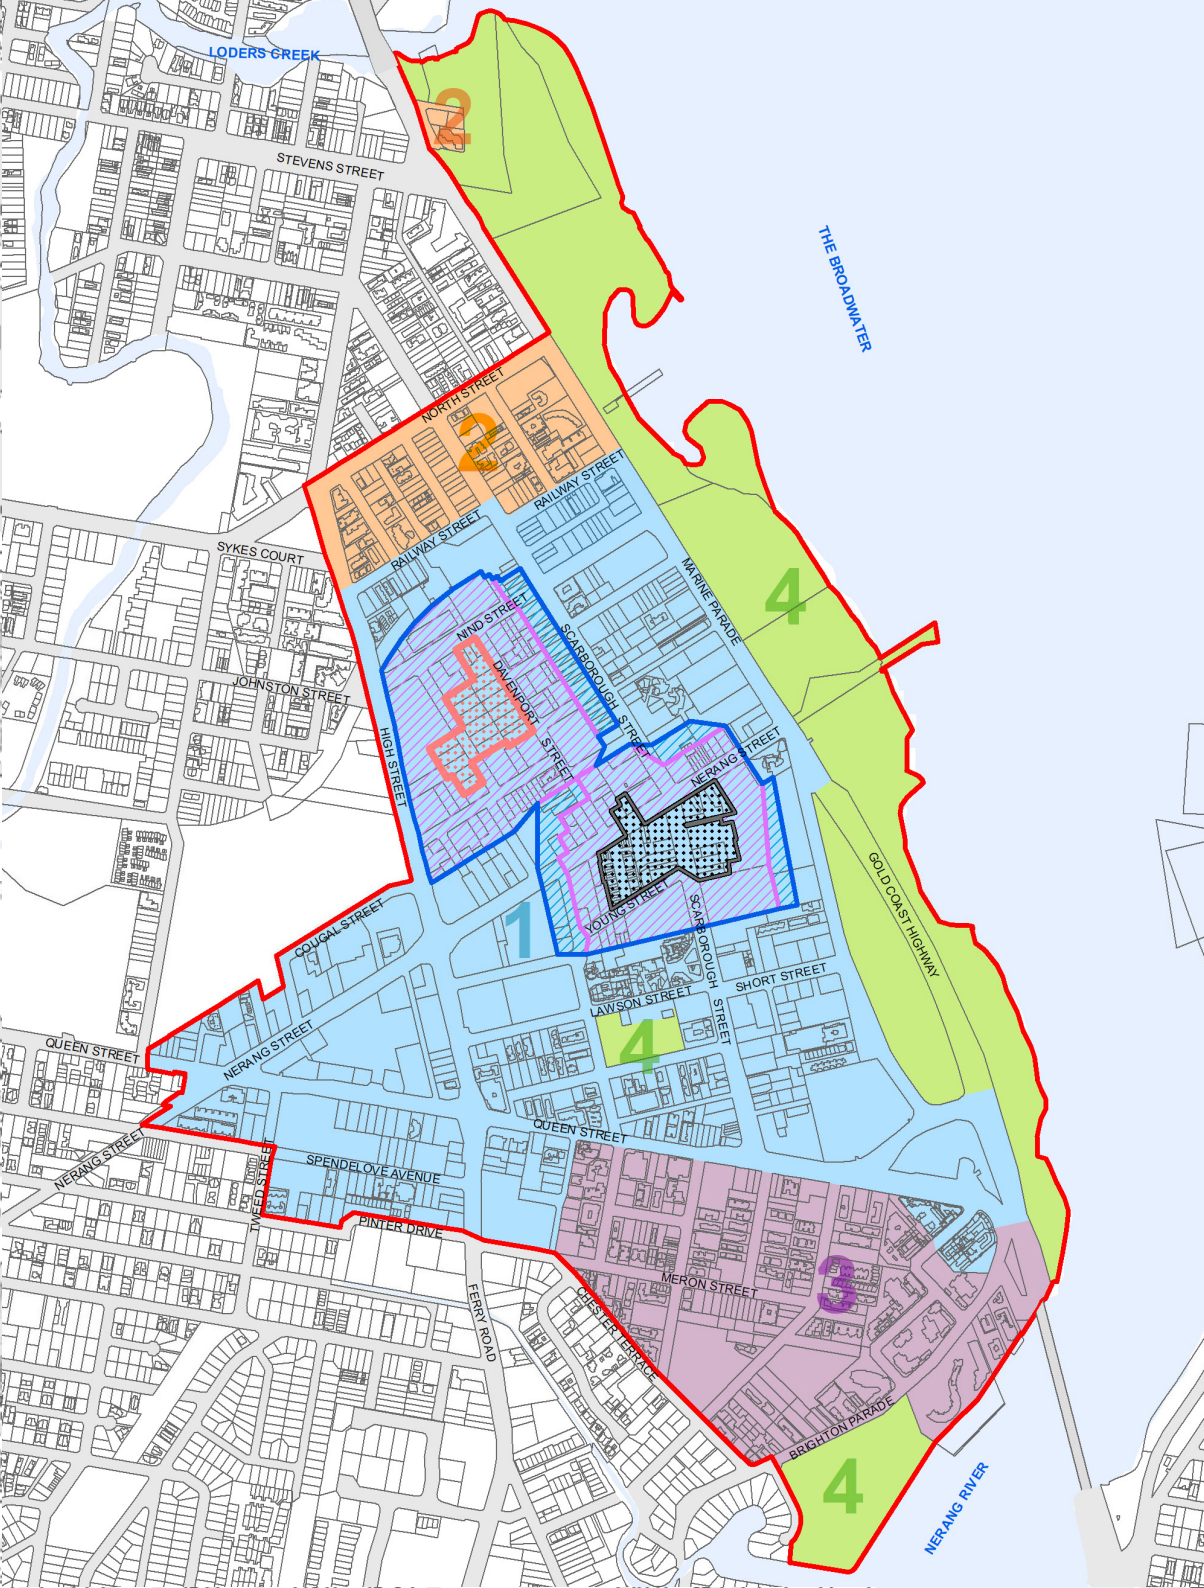 LODERS CREEK
2
STEVENS STREET
THE BROADWATER
NORTH STREET
2
RAILWAY STREET
RAILWAY STREET
SYKES COURT
MARINE PARADE
4
NIND STREET
SCARBOROUGH STREET
DAVENPORT STREET
JOHNSTON STREET
HIGH STREET
NERANG STREET
GOLD COAST HIGHWAY
YOUNG STREET
SCARBOROUGH STREET
1
COUGAL STREET
SHORT STREET
LAWSON STREET
4
QUEEN STREET
NERANG STREET
QUEEN STREET
NERANG STREET
TWEED STREET
SPENDELOVE AVENUE
PINTER DRIVE
MERON STREET
3
FERRY ROAD
CHESTER TERRACE
BRIGHTON PARADE
4
NERANG RIVER